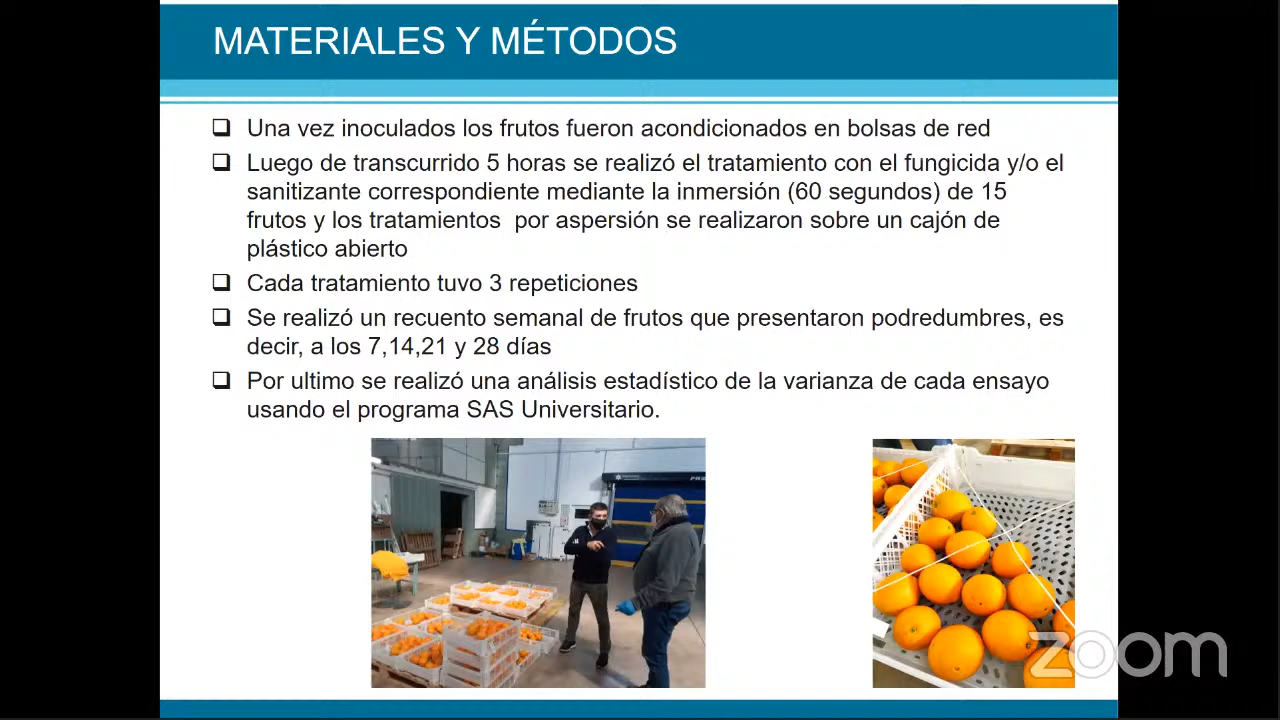 MATERIALES Y MÉTODOS
❑ Una vez inoculados los frutos fueron acondicionados en bolsas de red
❑ Luego de transcurrido 5 horas se realizó el tratamiento con el fungicida y/o el
sanitizante correspondiente mediante la inmersión (60 segundos) de 15
frutos y los tratamientos por aspersión se realizaron sobre un cajón de
plástico abierto
❑ Cada tratamiento tuvo 3 repeticiones
❑ Se realizó un recuento semanal de frutos que presentaron podredumbres, es
decir, a los 7,14,21 y 28 días
❑ Por ultimo se realizó una análisis estadístico de la varianza de cada ensayo
usando el programa SAS Universitario.
zoom